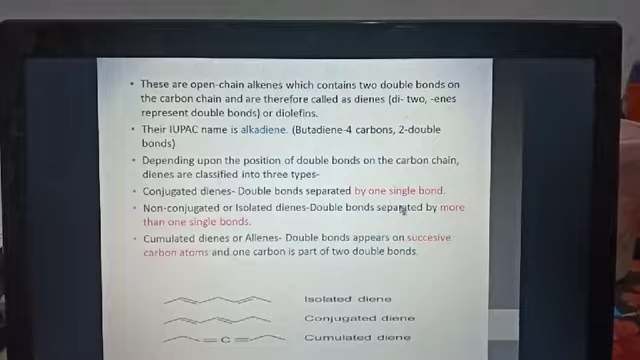 • These are open-chain alkenes which contains two double bonds on
the carbon chain and are therefore called as dienes (di- two, -enes
represent double bonds) or diolefins.
• Their IUPAC name is alkadiene. (Butadiene-4 carbons, 2-double
bonds)
• Depending upon the position of double bonds on the carbon chain,
dienes are classified into three types-
• Conjugated dienes- Double bonds separated by one single bond.
• Non-conjugated or Isolated dienes-Double bonds separated by more
than one single bonds.
• Cumulated dienes or Allenes- Double bonds appears on succesive
carbon atoms and one carbon is part of two double bonds.
Isolated diene
Conjugated diene
=C= Cumulated diene